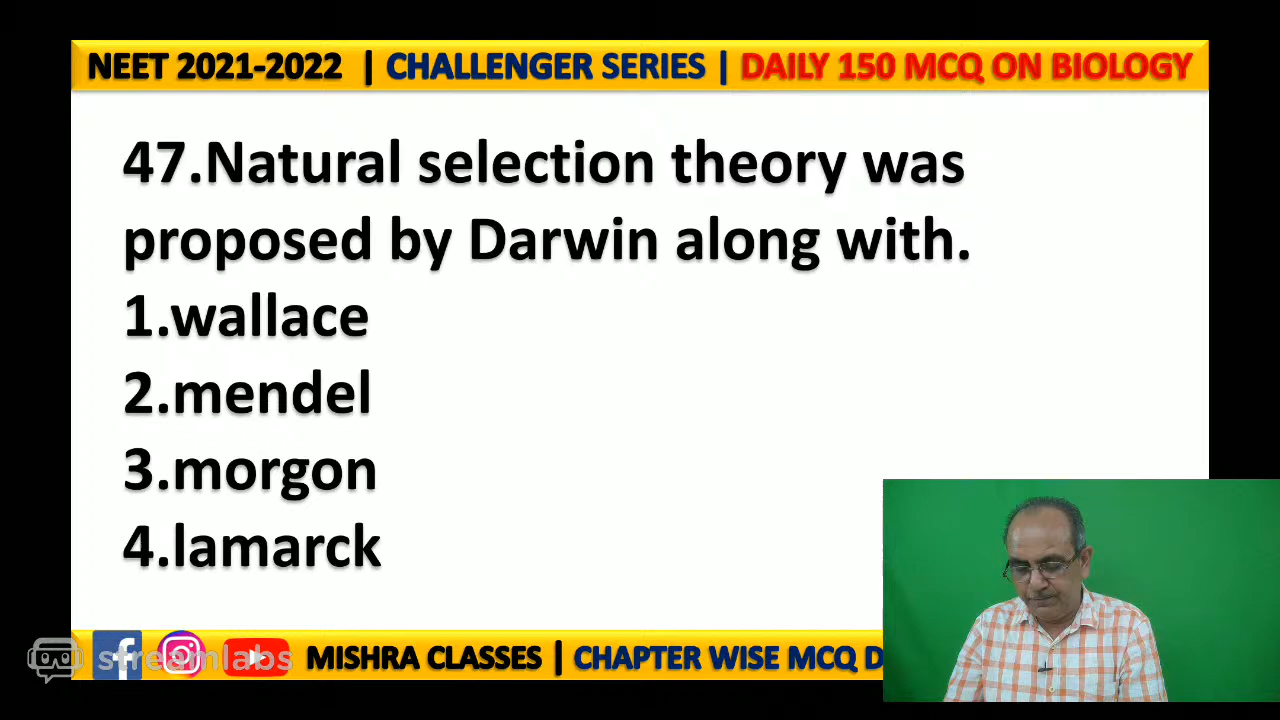 NEET 2021-2022 | CHALLENGER SERIES | DAILY 150 MCQ ON BIOLOGY
47.Natural selection theory was
proposed by Darwin along with.
1.wallace
2.mendel
3.morgon
4.lamarck
streamlabs MISHRA CLASSES | CHAPTER WISE MCQ D